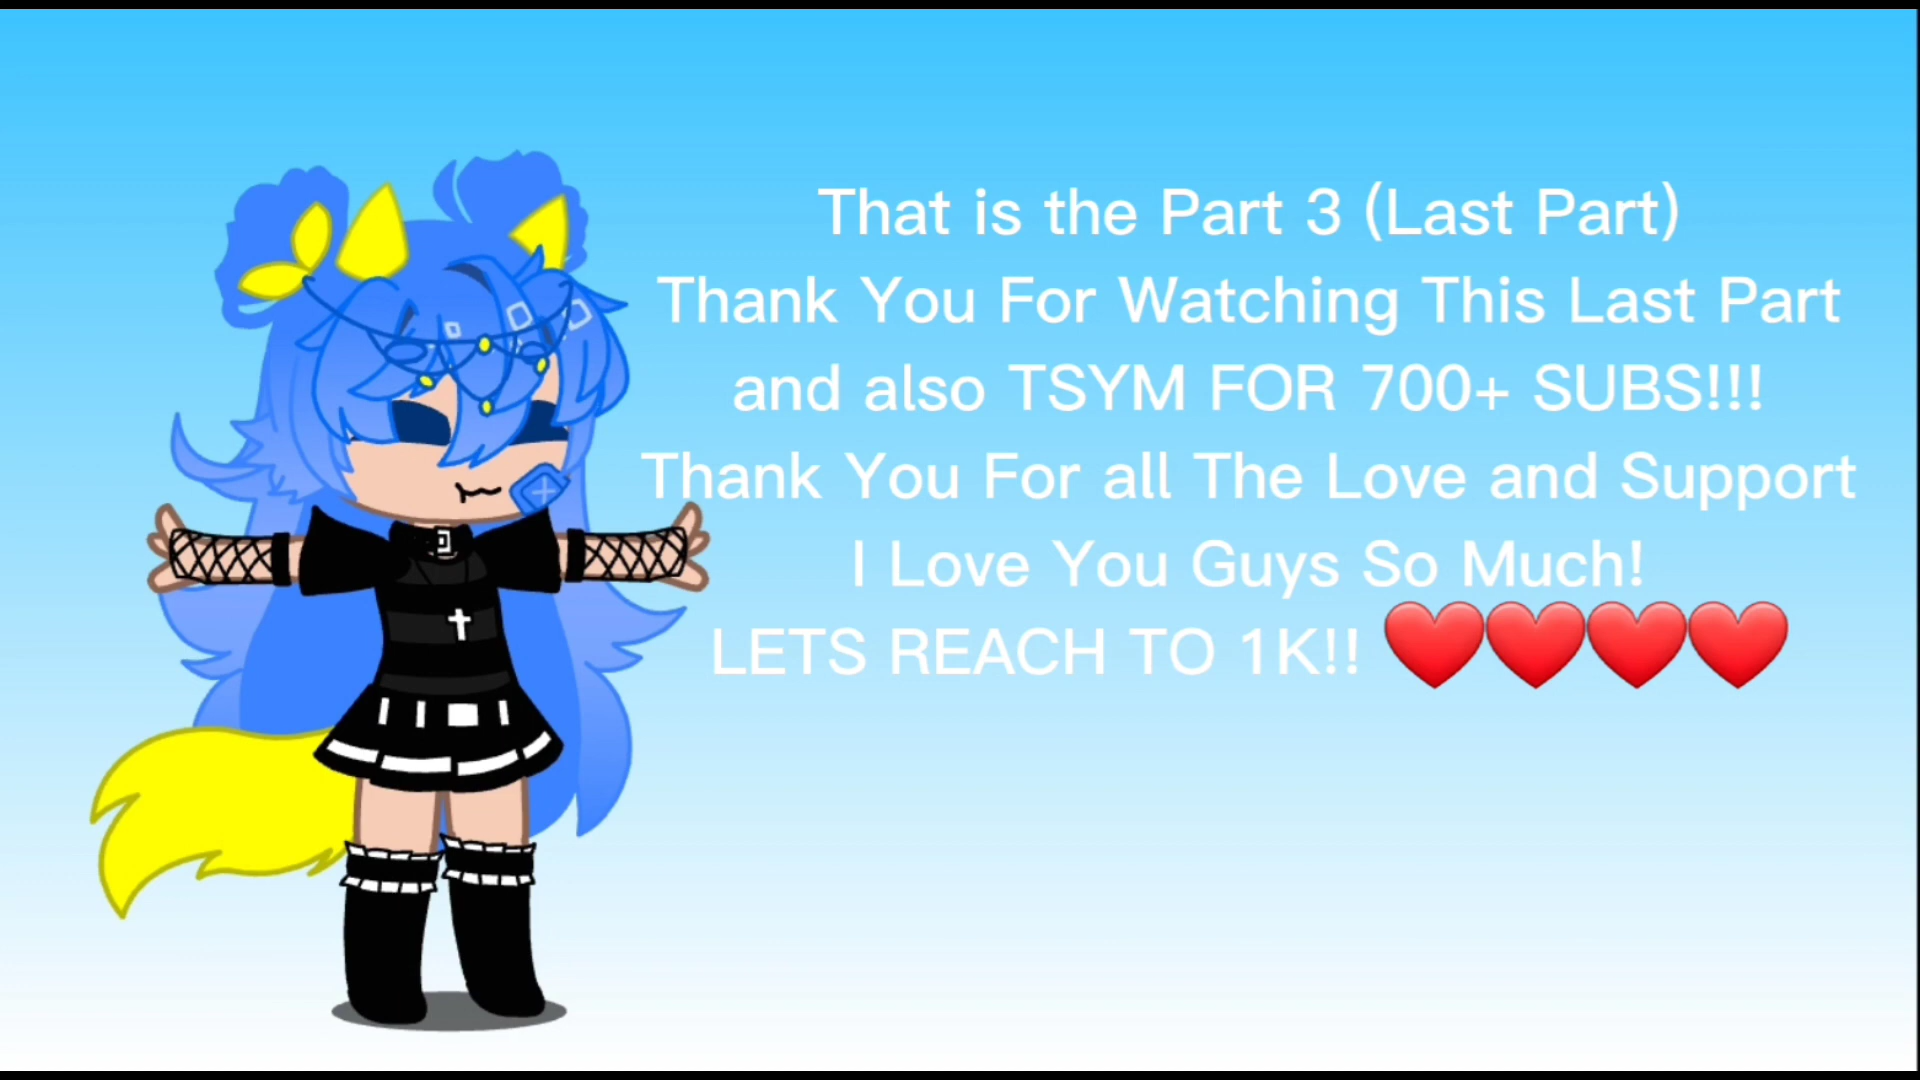 That is the Part 3 (Last Part)
Thank You For Watching This Last Part
and also TSYM FOR 700+ SUBS!!!
Thank You For all The Love and Support
I Love You Guys So Much!
LETS REACH TO 1K!! ❤️❤️❤️❤️